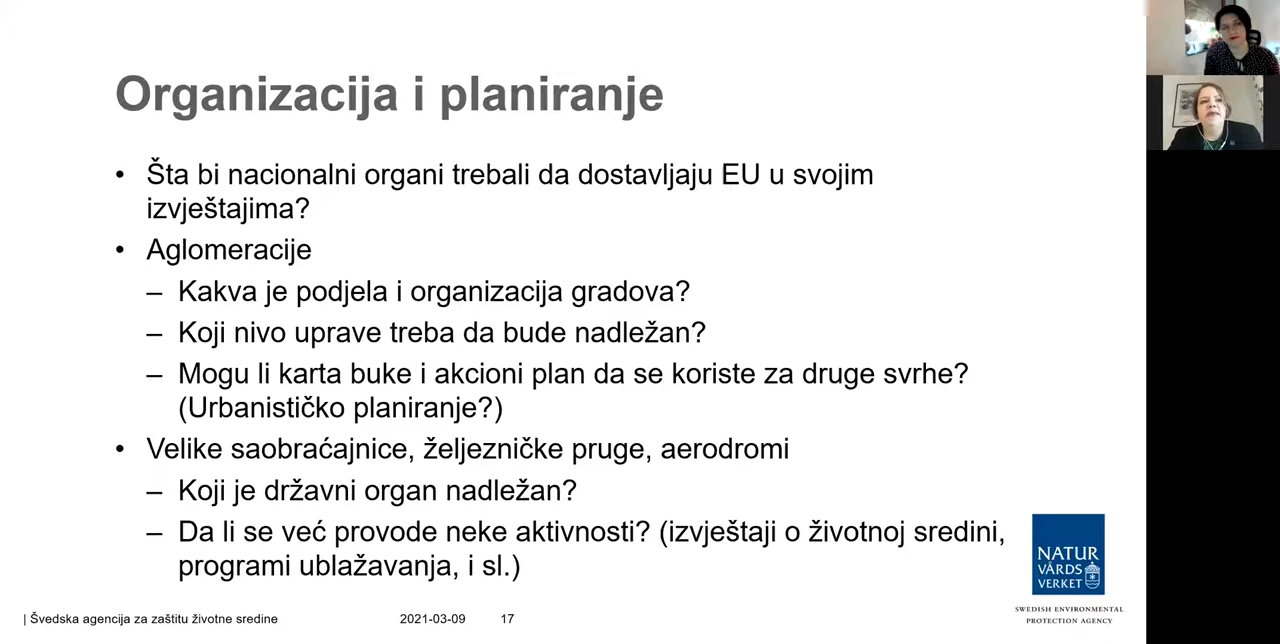 Organizacija i planiranje
• Šta bi nacionalni organi trebali da dostavljaju EU u svojim
izvještajima?
• Aglomeracije
– Kakva je podjela i organizacija gradova?
– Koji nivo uprave treba da bude nadležan?
– Mogu li karta buke i akcioni plan da se koriste za druge svrhe?
(Urbanističko planiranje?)
• Velike saobraćajnice, željezničke pruge, aerodromi
– Koji je državni organ nadležan?
– Da li se već provode neke aktivnosti? (izvještaji o životnoj sredini,
programi ublažavanja, i sl.)
NATUR
VÅRDS
VERKET
SWEDISH ENVIRONMENTAL
PROTECTION AGENCY
| Švedska agencija za zaštitu životne sredine 2021-03-09 17